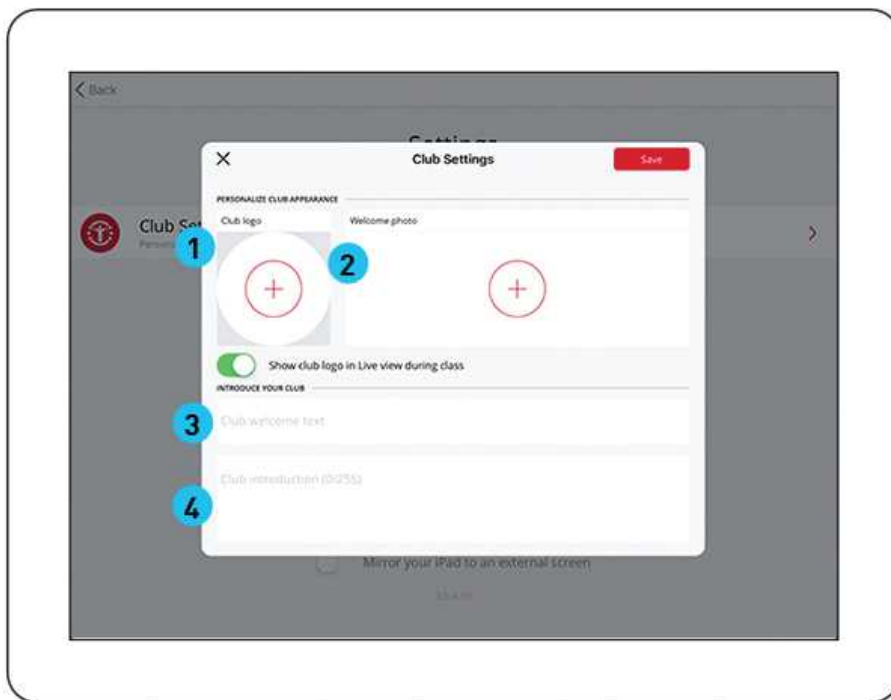 Back
Settings
Club Settings
Save
PERSONALIZE CLUB APPEARANCE
Club logo
Welcome photo
Club Set
1
2
Show club logo in Live view during class
INTRODUCE YOUR CLUB
3
Club welcome text
Club introduction (0/255)
4
Mirror your iPad to an external screen